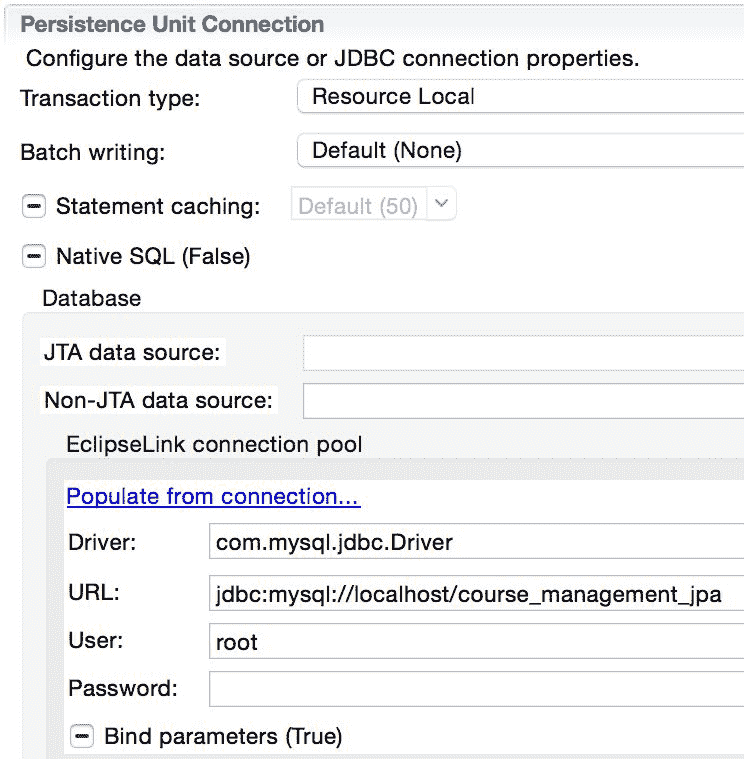 Persistence Unit Connection
Configure the data source or JDBC connection properties.
Transaction type: Resource Local
Batch writing: Default (None)
Statement caching: Default (50)
Native SQL (False)
Database
JTA data source:
Non-JTA data source:
EclipseLink connection pool
Populate from connection...
Driver: com.mysql.jdbc.Driver
URL: jdbc:mysql://localhost/course_management_jpa
User: root
Password:
Bind parameters (True)